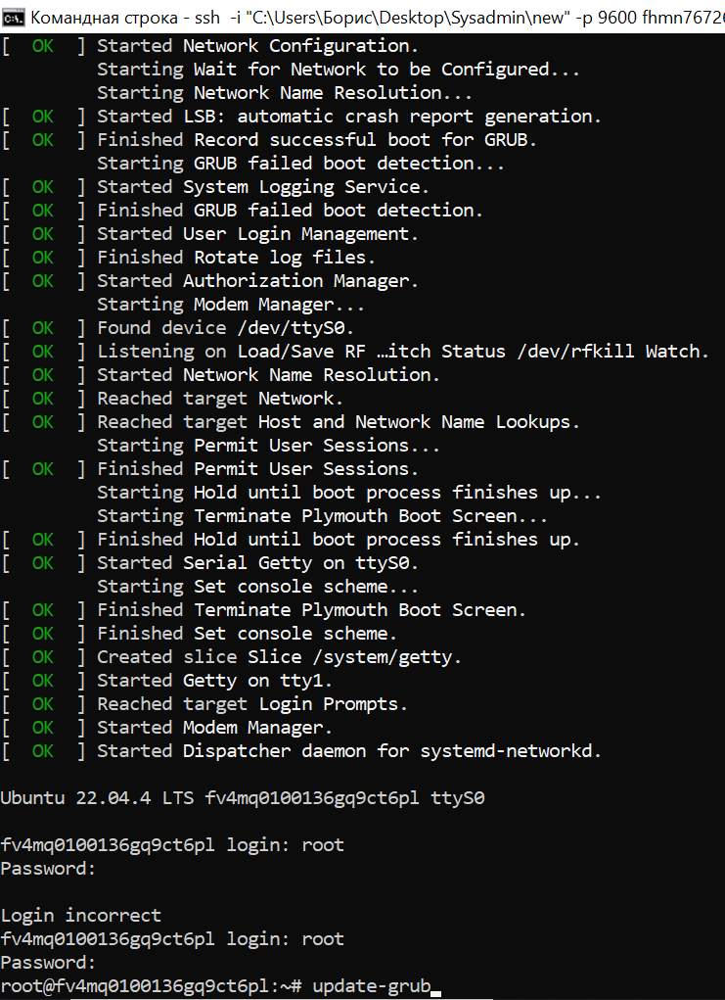 Командная строка - ssh -i "C:\Users\Борис\Desktop\Sysadmin\new" -p 9600 fhmn7672
[ OK ] Started Network Configuration.
Starting Wait for Network to be Configured...
Starting Network Name Resolution...
[ OK ] Started LSB: automatic crash report generation.
[ OK ] Finished Record successful boot for GRUB.
Starting GRUB failed boot detection...
[ OK ] Started System Logging Service.
[ OK ] Finished GRUB failed boot detection.
[ OK ] Started User Login Management.
[ OK ] Finished Rotate log files.
[ OK ] Started Authorization Manager.
Starting Modem Manager...
[ OK ] Found device /dev/ttyS0.
[ OK ] Listening on Load/Save RF …itch Status /dev/rfkill Watch.
[ OK ] Started Network Name Resolution.
[ OK ] Reached target Network.
[ OK ] Reached target Host and Network Name Lookups.
Starting Permit User Sessions...
[ OK ] Finished Permit User Sessions.
Starting Hold until boot process finishes up...
Starting Terminate Plymouth Boot Screen...
[ OK ] Finished Hold until boot process finishes up.
[ OK ] Started Serial Getty on ttyS0.
Starting Set console scheme...
[ OK ] Finished Terminate Plymouth Boot Screen.
[ OK ] Finished Set console scheme.
[ OK ] Created slice Slice /system/getty.
[ OK ] Started Getty on tty1.
[ OK ] Reached target Login Prompts.
[ OK ] Started Modem Manager.
[ OK ] Started Dispatcher daemon for systemd-networkd.
Ubuntu 22.04.4 LTS fv4mq0100136gq9ct6pl ttyS0
fv4mq0100136gq9ct6pl login: root
Password:
Login incorrect
fv4mq0100136gq9ct6pl login: root
Password:
root@fv4mq0100136gq9ct6pl:~# update-grub